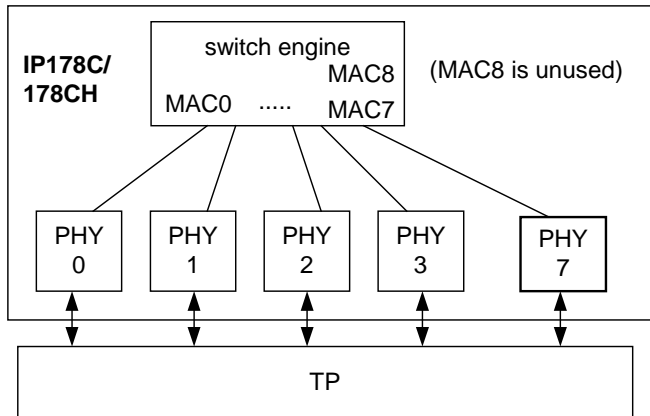 switch engine
IP178C/
178CH
MAC8
(MAC8 is unused)
MAC0 ..... MAC7
PHY
0
PHY
1
PHY
2
PHY
3
PHY
7
TP